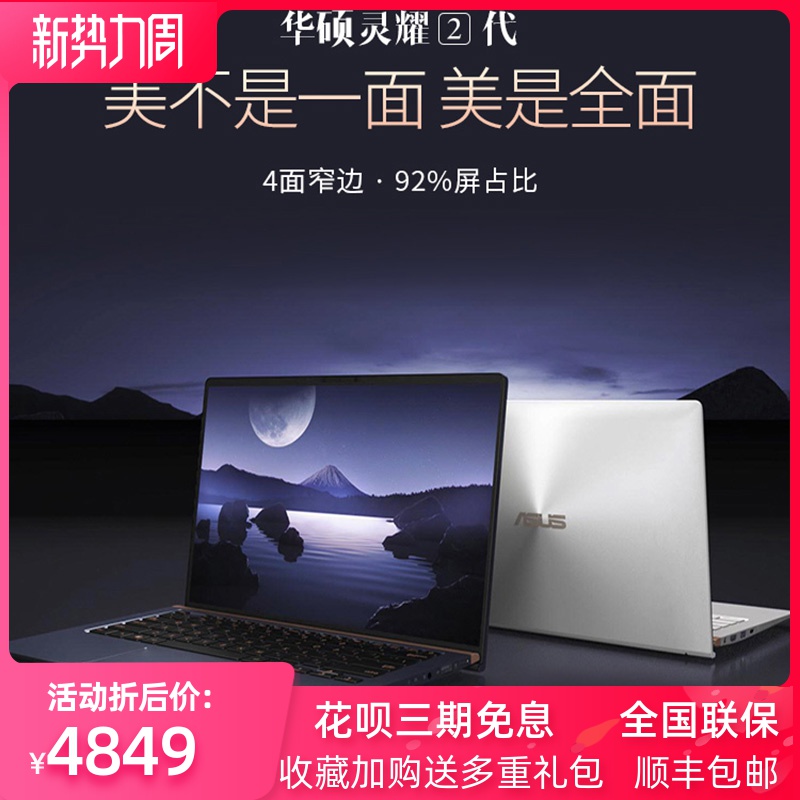 新势力周
华硕灵耀2代
美不是一面 美是全面
4面窄边 · 92%屏占比
ASUS
活动折后价：
¥4849
花呗三期免息 全国联保
收藏加购送多重礼包 顺丰包邮